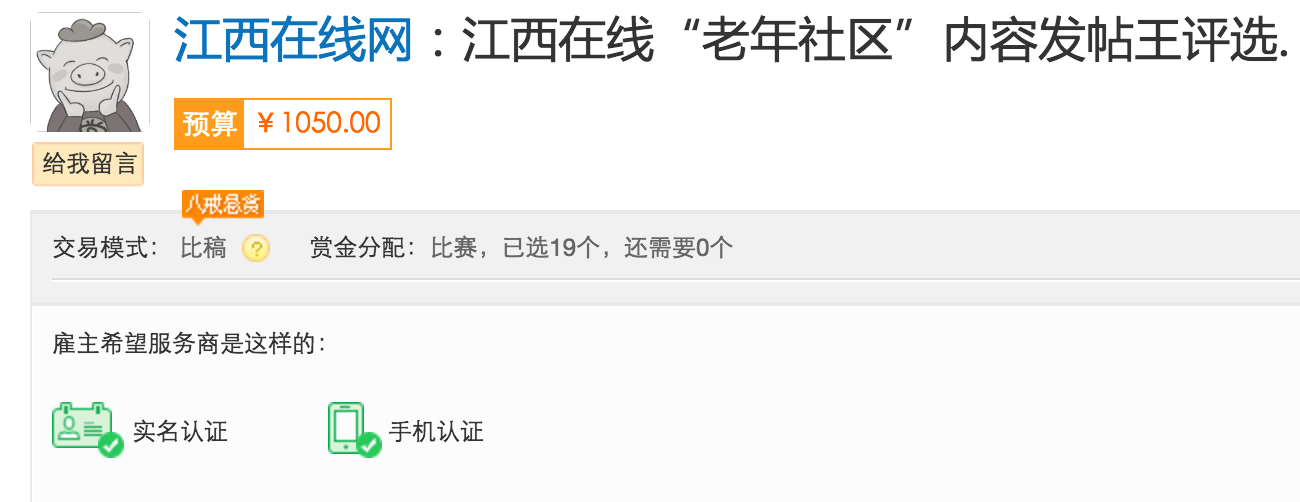 江西在线网：江西在线“老年社区”内容发帖王评选.
预算 ¥ 1050.00
给我留言
八戒悬赏
交易模式： 比稿 ? 赏金分配：比赛，已选19个，还需要0个
雇主希望服务商是这样的：
实名认证 手机认证